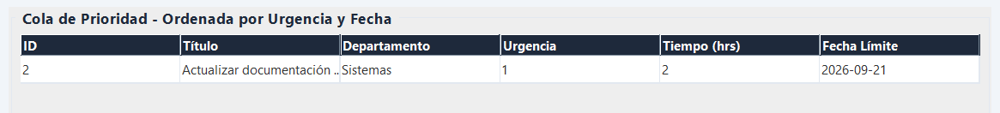 Cola de Prioridad - Ordenada por Urgencia y Fecha
ID Título Departamento Urgencia Tiempo (hrs) Fecha Límite
2 Actualizar documentación ... Sistemas 1 2 2026-09-21